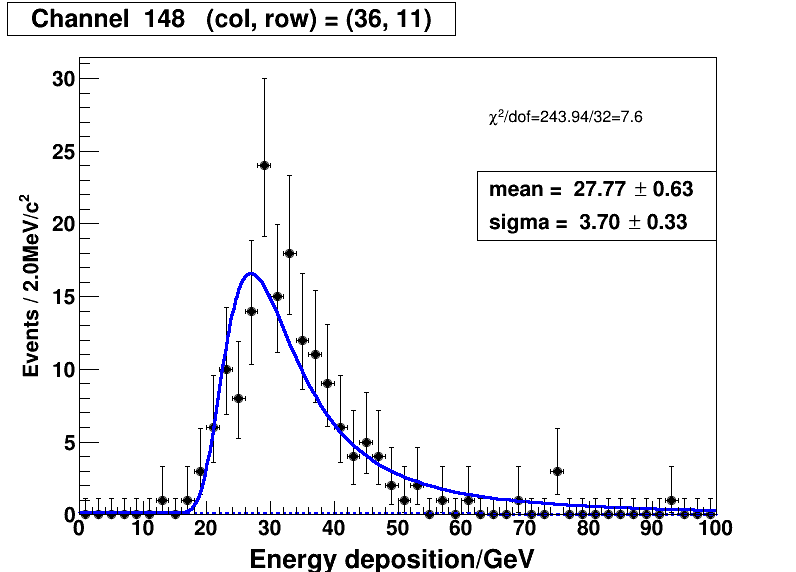 Channel 148 (col, row) = (36, 11)
χ²/dof=243.94/32=7.6
mean = 27.77 ± 0.63
sigma = 3.70 ± 0.33
Events / 2.0MeV/c²
30
25
20
15
10
5
0
0 10 20 30 40 50 60 70 80 90 100
Energy deposition/GeV